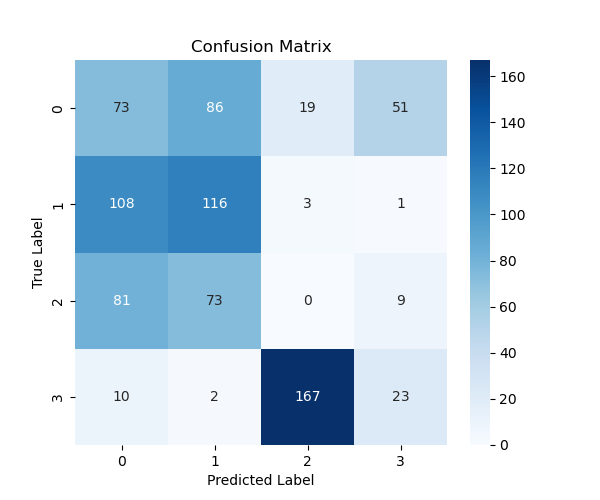 Confusion Matrix
0 73 86 19 51
1 108 116 3 1
2 81 73 0 9
3 10 2 167 23
0 1 2 3
Predicted Label
True Label
160
140
120
100
80
60
40
20
0